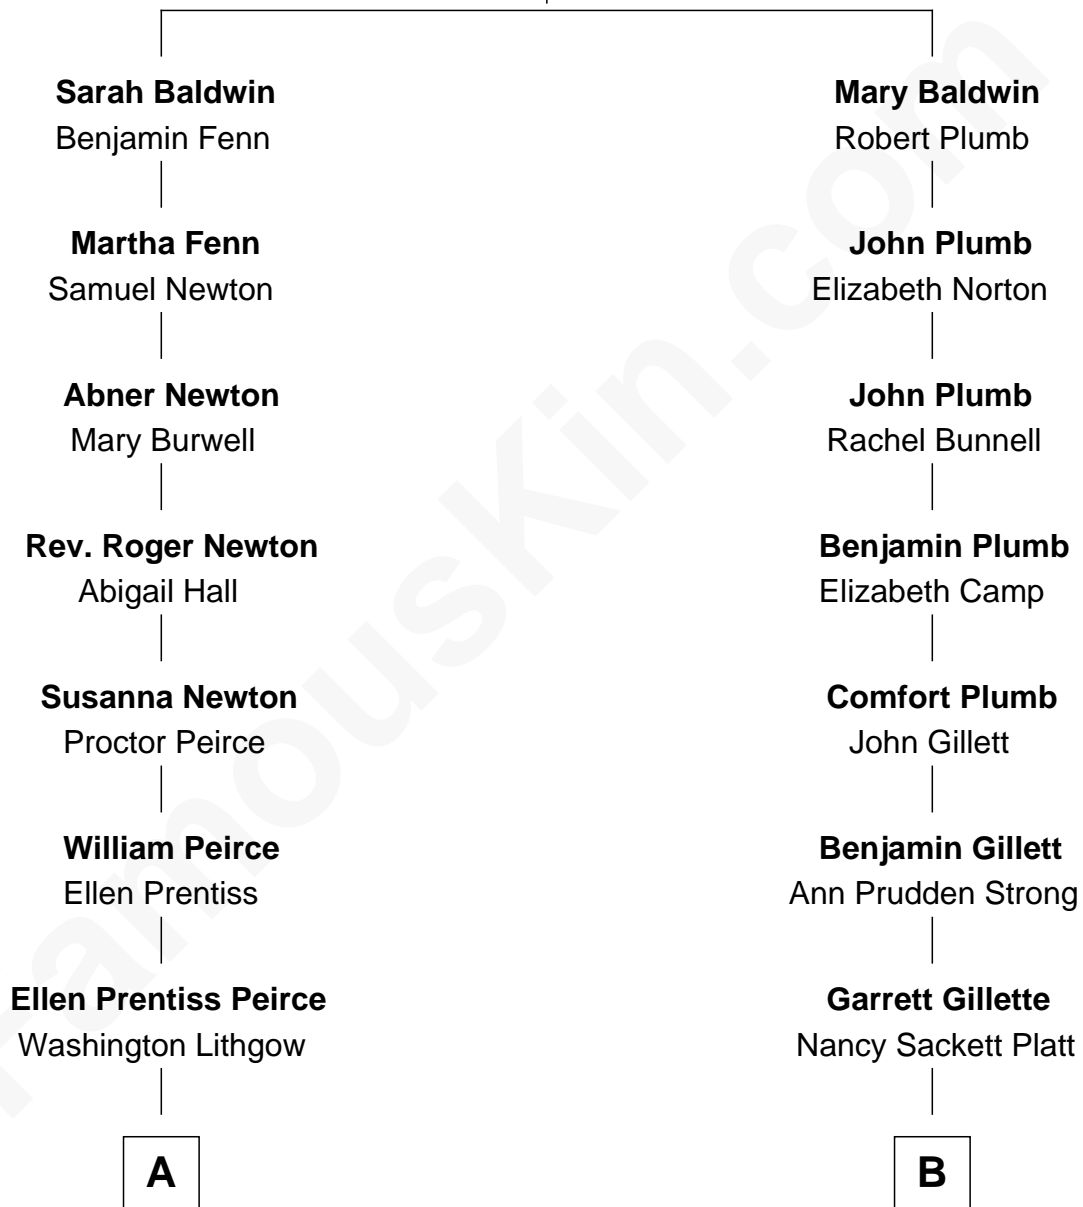 Sarah Baldwin
Benjamin Fenn
Martha Fenn
Samuel Newton
Abner Newton
Mary Burwell
Rev. Roger Newton
Abigail Hall
Susanna Newton
Proctor Peirce
William Peirce
Ellen Prentiss
Ellen Prentiss Peirce
Washington Lithgow
A
Mary Baldwin
Robert Plumb
John Plumb
Elizabeth Norton
John Plumb
Rachel Bunnell
Benjamin Plumb
Elizabeth Camp
Comfort Plumb
John Gillett
Benjamin Gillett
Ann Prudden Strong
Garrett Gillette
Nancy Sackett Platt
B
FamousKin.com